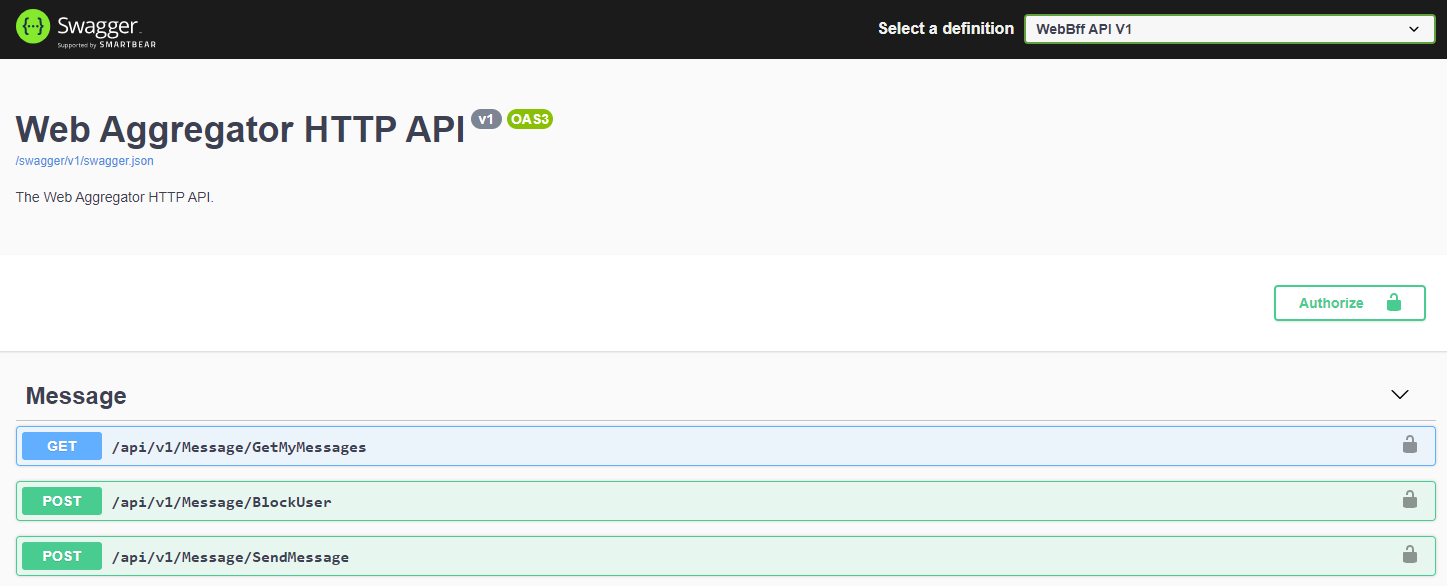 {···} Swagger
Supported by SMARTBEAR
Select a definition
WebBff API V1
Web Aggregator HTTP API v1 OAS3
/swagger/v1/swagger.json
The Web Aggregator HTTP API.
Authorize
Message
GET /api/v1/Message/GetMyMessages
POST /api/v1/Message/BlockUser
POST /api/v1/Message/SendMessage